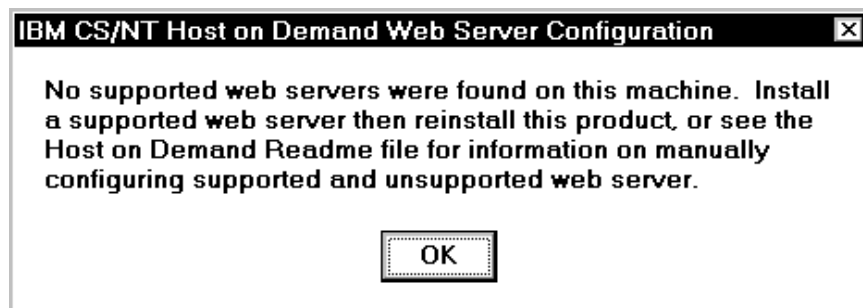 IBM CS/NT Host on Demand Web Server Configuration
No supported web servers were found on this machine. Install
a supported web server then reinstall this product, or see the
Host on Demand Readme file for information on manually
configuring supported and unsupported web server.
OK